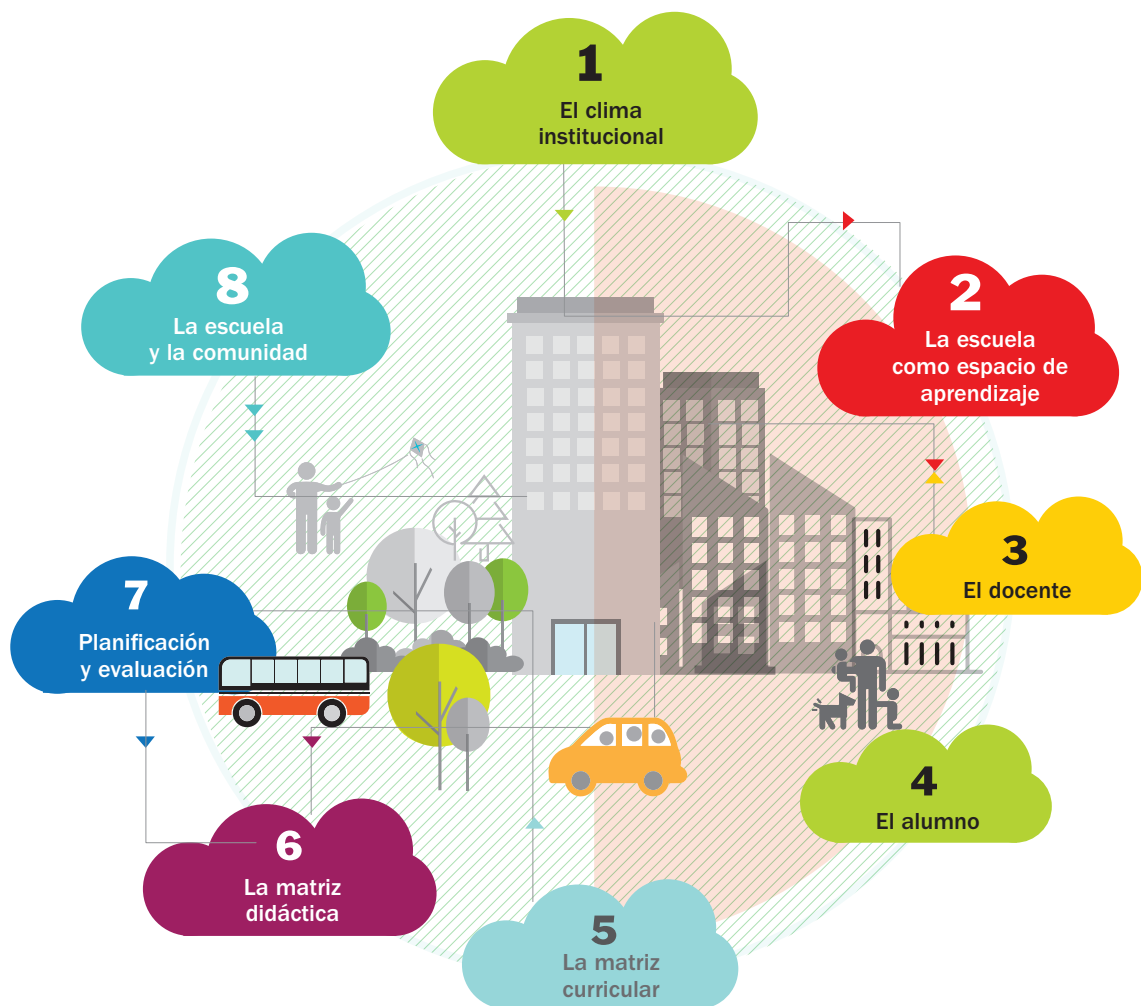 1
El clima
institucional
2
La escuela
como espacio de
aprendizaje
3
El docente
4
El alumno
5
La matriz
curricular
6
La matriz
didáctica
7
Planificación
y evaluación
8
La escuela
y la comunidad